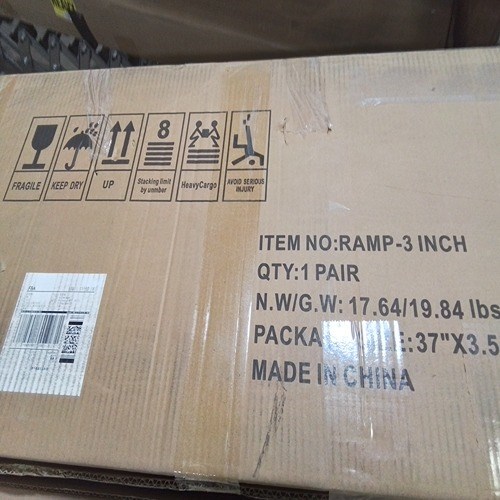 8
FRAGILE KEEP DRY UP Stacking limit by unmber HeavyCargo AVOID SERIOUS INJURY
ITEM NO:RAMP-3 INCH
QTY:1 PAIR
N.W/G.W: 17.64/19.84 lbs
:37"X3.5
MADE IN CHINA